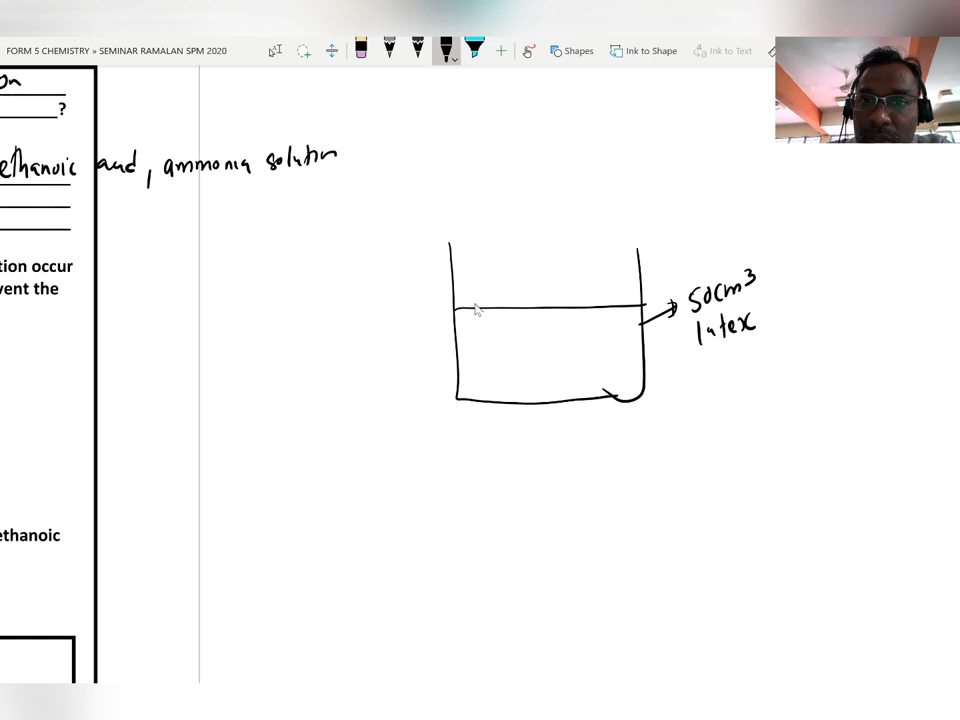 FORM 5 CHEMISTRY » SEMINAR RAMALAN SPM 2020
Shapes
Ink to Shape
Ink to Text
on
?
ethanoic and, ammonia solution
tion occur
vent the
50cm³
latex
ethanoic